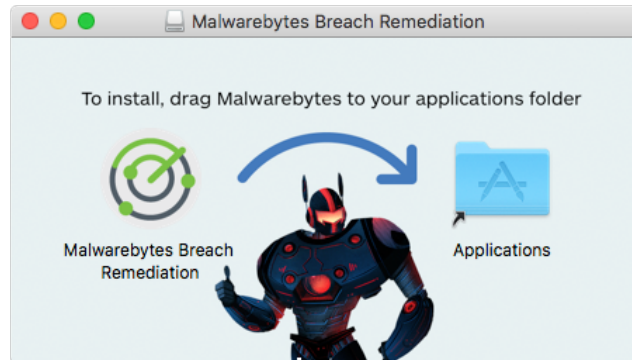 Malwarebytes Breach Remediation
To install, drag Malwarebytes to your applications folder
Malwarebytes Breach
Remediation
Applications